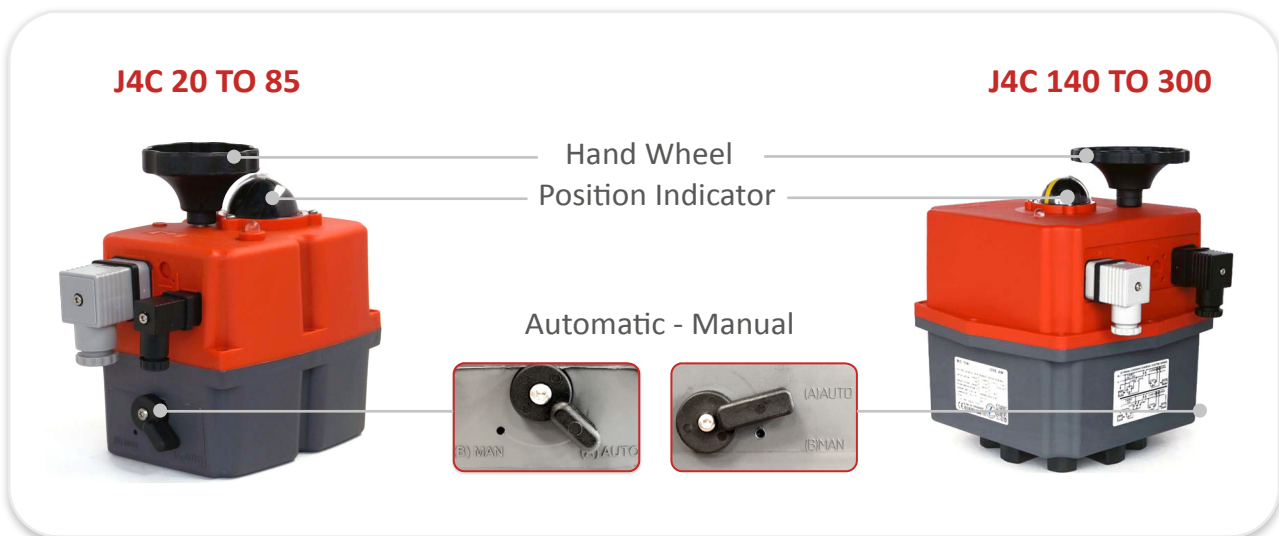 J4C 20 TO 85
J4C 140 TO 300
Hand Wheel
Position Indicator
Automatic - Manual
(B) MAN
(A) AUTO
(A)AUTO
(B)MAN